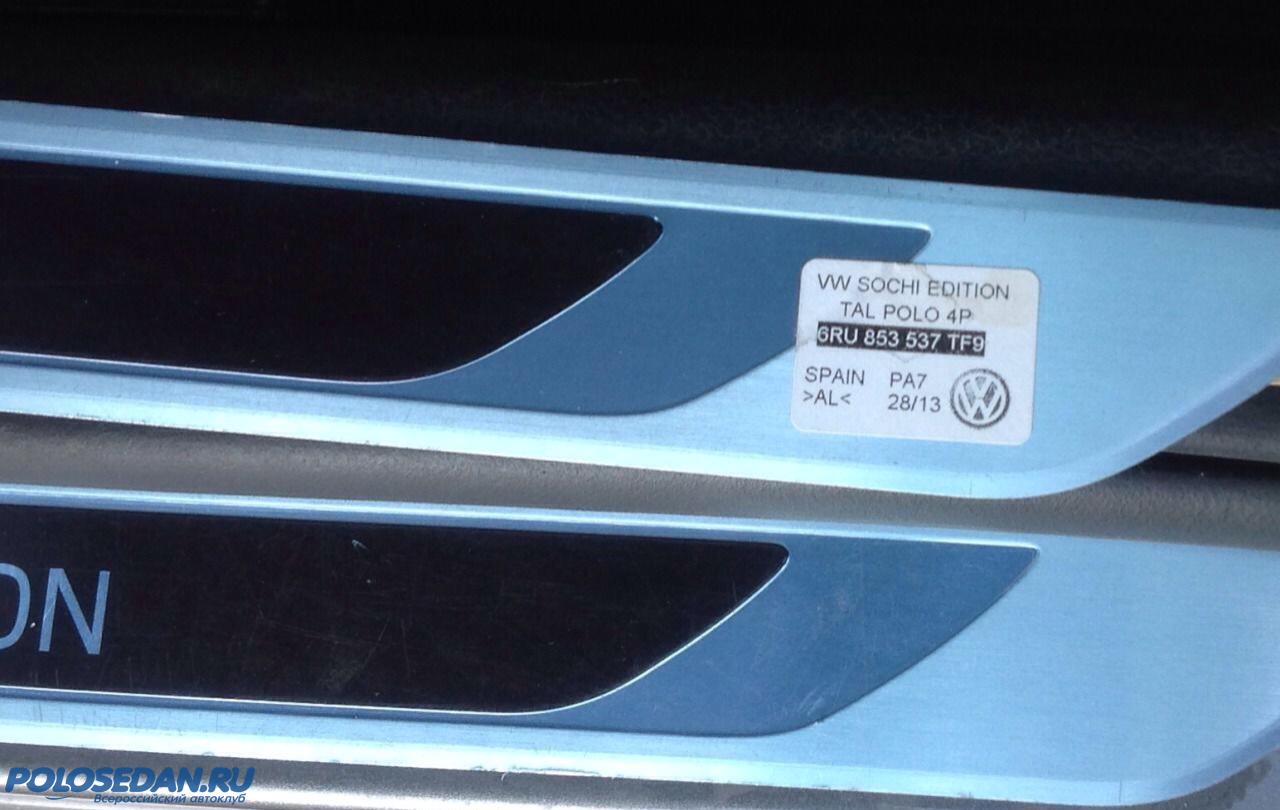 VW SOCHI EDITION
TAL POLO 4P
6RU 853 537 TF9
SPAIN PA7
>AL< 28/13
ON
POLOSEDAN.RU
Всероссийский автоклуб